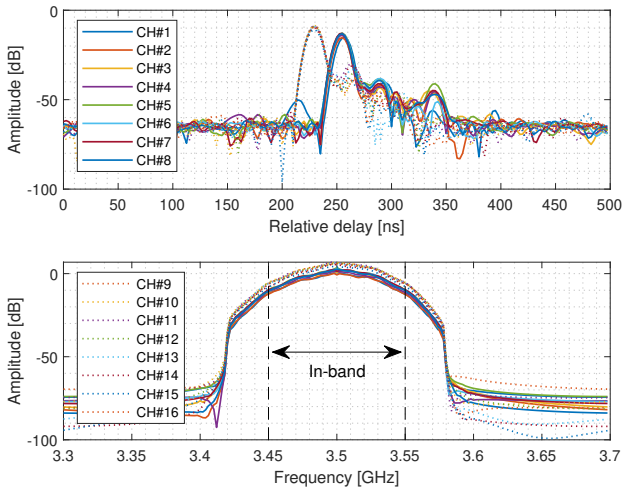 0
-50
-100
Amplitude [dB]
CH#1
CH#2
CH#3
CH#4
CH#5
CH#6
CH#7
CH#8
0 50 100 150 200 250 300 350 400 450 500
Relative delay [ns]
0
-50
-100
Amplitude [dB]
CH#9
CH#10
CH#11
CH#12
CH#13
CH#14
CH#15
CH#16
In-band
3.3 3.35 3.4 3.45 3.5 3.55 3.6 3.65 3.7
Frequency [GHz]